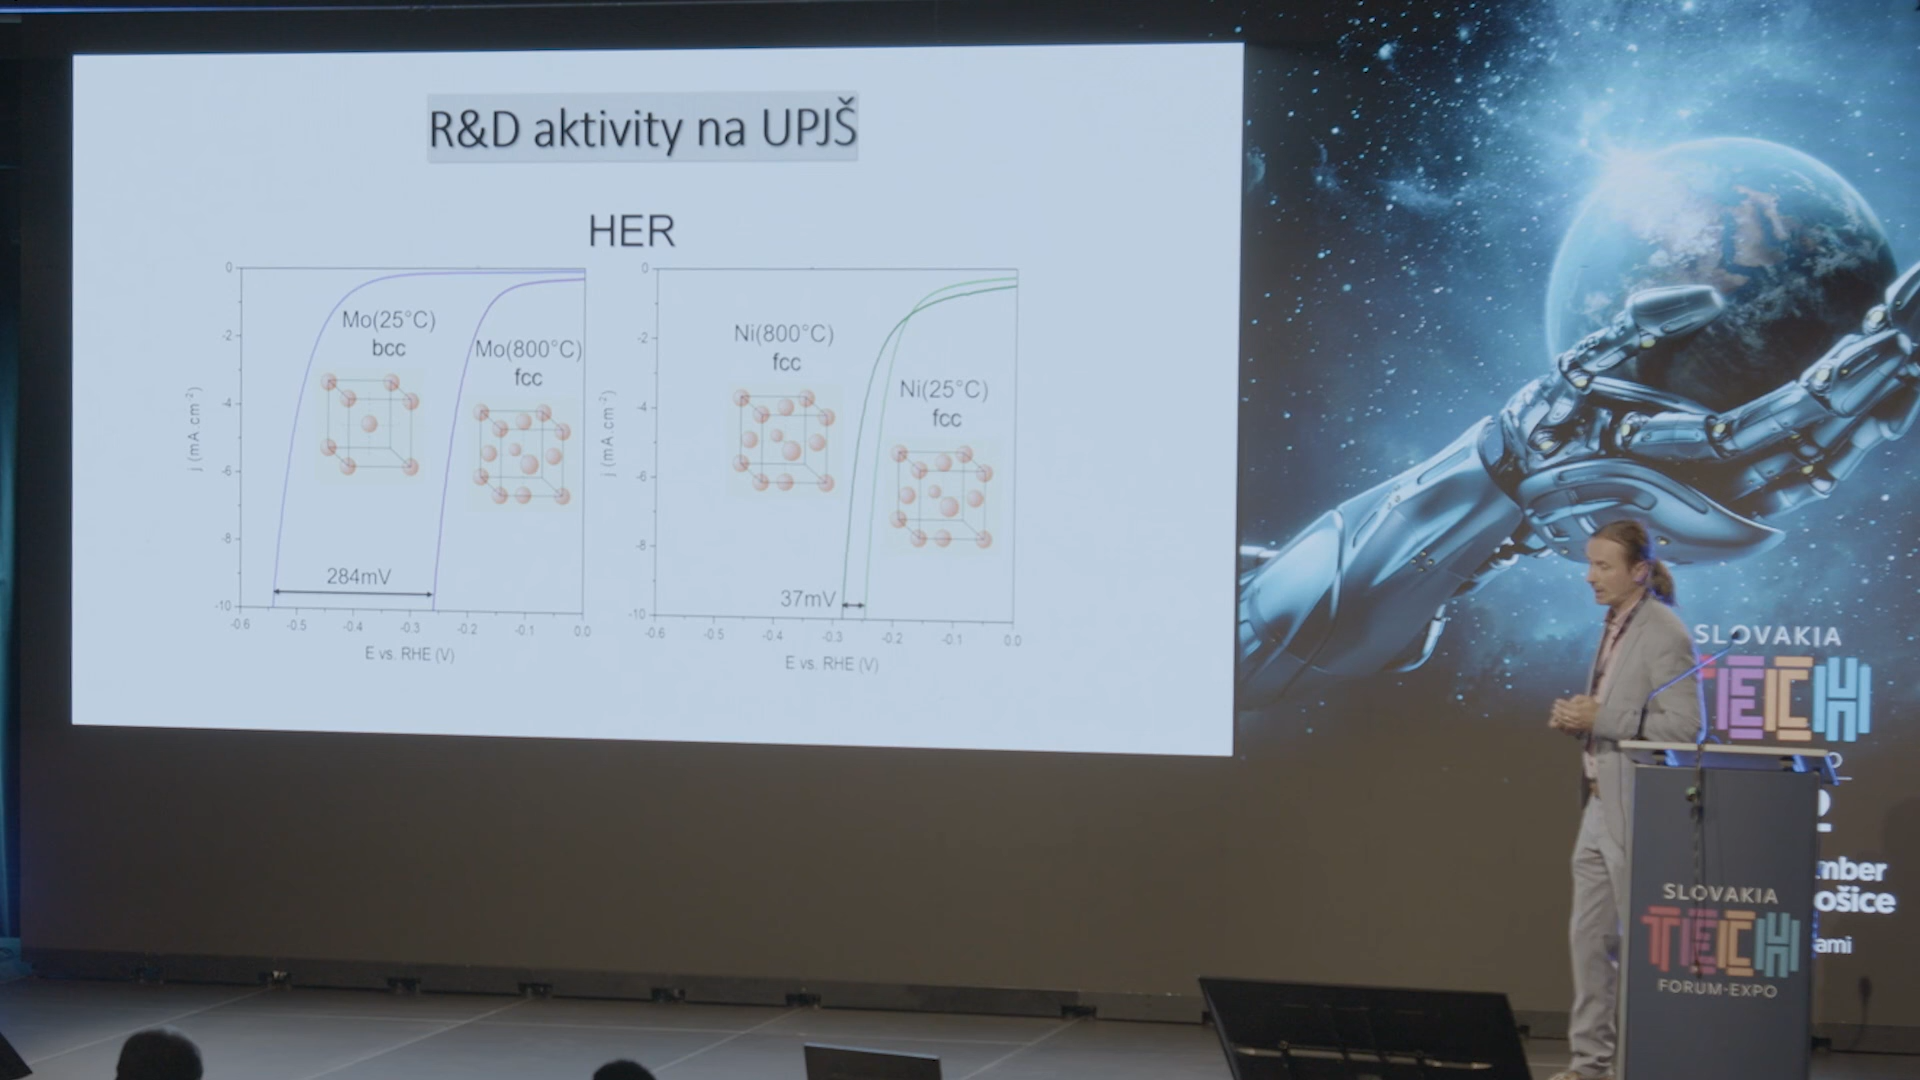 R&D aktivity na UPJŠ
HER
0
-2
-4
-6
-8
-10
j (mA.cm⁻²)
Mo(25°C)
bcc
Mo(800°C)
fcc
284mV
-0.6 -0.5 -0.4 -0.3 -0.2 -0.1 0.0
E vs. RHE (V)
0
-2
-4
-6
-8
-10
j (mA.cm⁻²)
Ni(800°C)
fcc
Ni(25°C)
fcc
37mV
-0.6 -0.5 -0.4 -0.3 -0.2 -0.1 0.0
E vs. RHE (V)
SLOVAKIA
TECH
SLOVAKIA
TECH
FORUM-EXPO